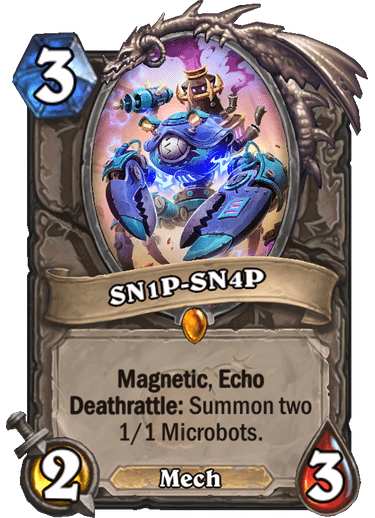 3
SN1P-SN4P
Magnetic, Echo
Deathrattle: Summon two
1/1 Microbots.
2
Mech
3